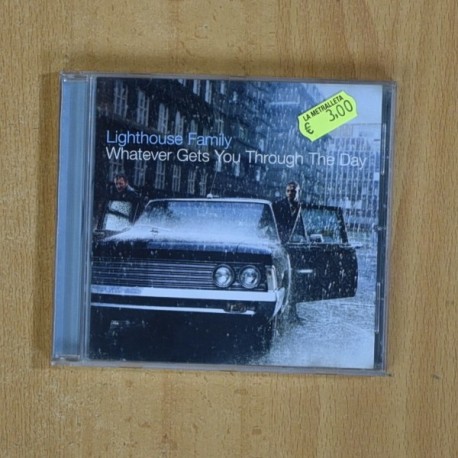 LA METRALLETA
€ 3,00
Lighthouse Family
Whatever Gets You Through The Day